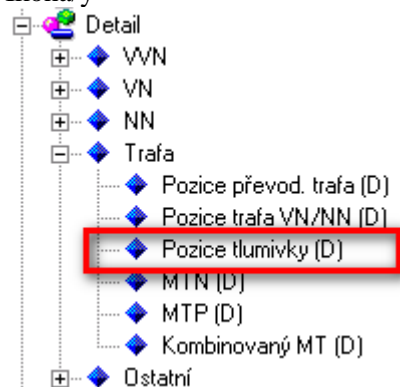 Detail
VVN
VN
NN
Trafa
Pozice převod. trafa (D)
Pozice trafa VN/NN (D)
Pozice tlumivky (D)
MTN (D)
MTP (D)
Kombinovaný MT (D)
Ostatní